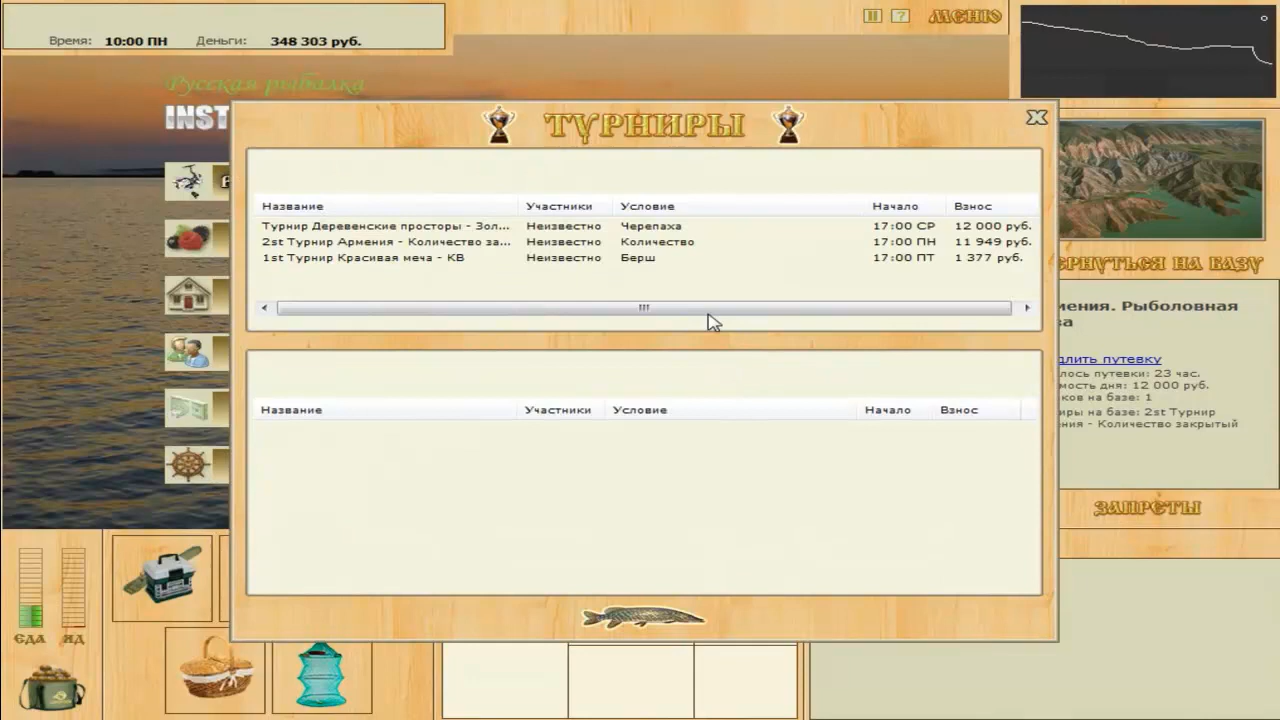 Время: 10:00 ПН Деньги: 348 303 руб.
МЕНЮ
Русская рыбалка
INST
ТУРНИРЫ
Название Участники Условие Начало Взнос
Турнир Деревенские просторы - Зол... Неизвестно Черепаха 17:00 СР 12 000 руб.
2st Турнир Армения - Количество за... Неизвестно Количество 17:00 ПН 11 949 руб.
1st Турнир Красивая меча - КВ Неизвестно Берш 17:00 ПТ 1 377 руб.
Название Участники Условие Начало Взнос
ЕРНУТЬСЯ НА БАЗУ
мения. Рыболовная
за
длить путевку
лось путевки: 23 час.
мость дня: 12 000 руб.
ков на базе: 1
иры на базе: 2st Турнир
ния - Количество закрытый
ЗАПРЕТЫ
ЕДА